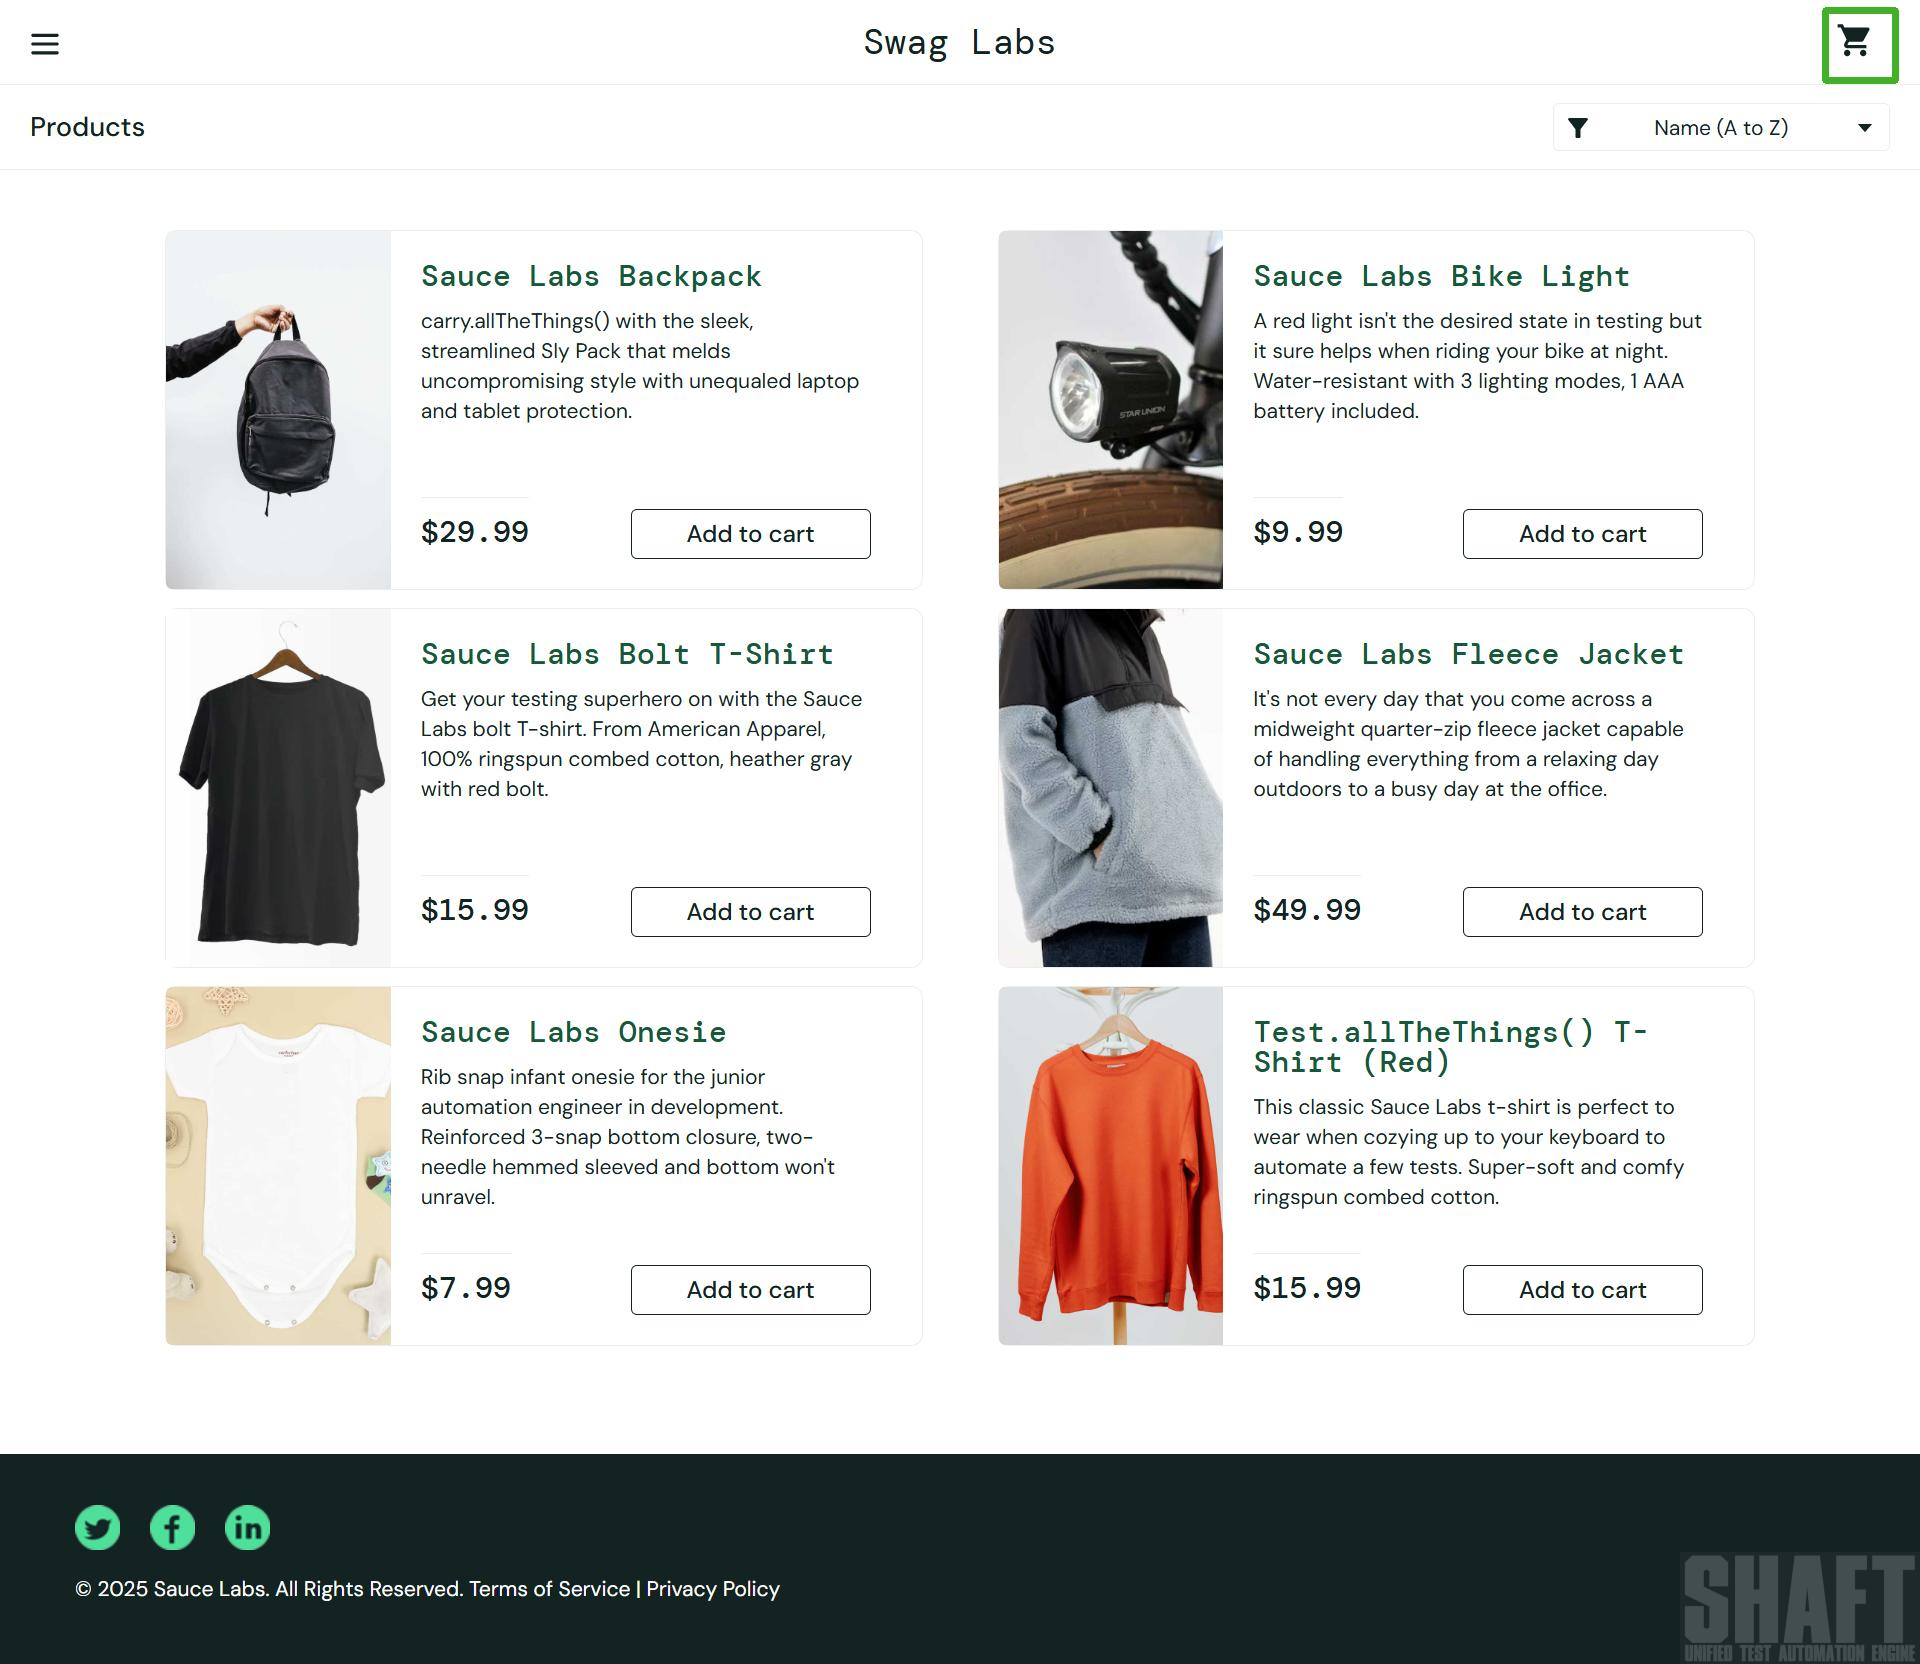 Swag Labs
Products
Name (A to Z)
Sauce Labs Backpack
carry.allTheThings() with the sleek,
streamlined Sly Pack that melds
uncompromising style with unequaled laptop
and tablet protection.
$29.99
Add to cart
Sauce Labs Bike Light
A red light isn't the desired state in testing but
it sure helps when riding your bike at night.
Water-resistant with 3 lighting modes, 1 AAA
battery included.
STAR UNION
$9.99
Add to cart
Sauce Labs Bolt T-Shirt
Get your testing superhero on with the Sauce
Labs bolt T-shirt. From American Apparel,
100% ringspun combed cotton, heather gray
with red bolt.
$15.99
Add to cart
Sauce Labs Fleece Jacket
It's not every day that you come across a
midweight quarter-zip fleece jacket capable
of handling everything from a relaxing day
outdoors to a busy day at the office.
$49.99
Add to cart
Sauce Labs Onesie
Rib snap infant onesie for the junior
automation engineer in development.
Reinforced 3-snap bottom closure, two-
needle hemmed sleeved and bottom won't
unravel.
$7.99
Add to cart
Test.allTheThings() T-
Shirt (Red)
This classic Sauce Labs t-shirt is perfect to
wear when cozying up to your keyboard to
automate a few tests. Super-soft and comfy
ringspun combed cotton.
$15.99
Add to cart
© 2025 Sauce Labs. All Rights Reserved. Terms of Service | Privacy Policy
SHAFT
UNIFIED TEST AUTOMATION ENGINE